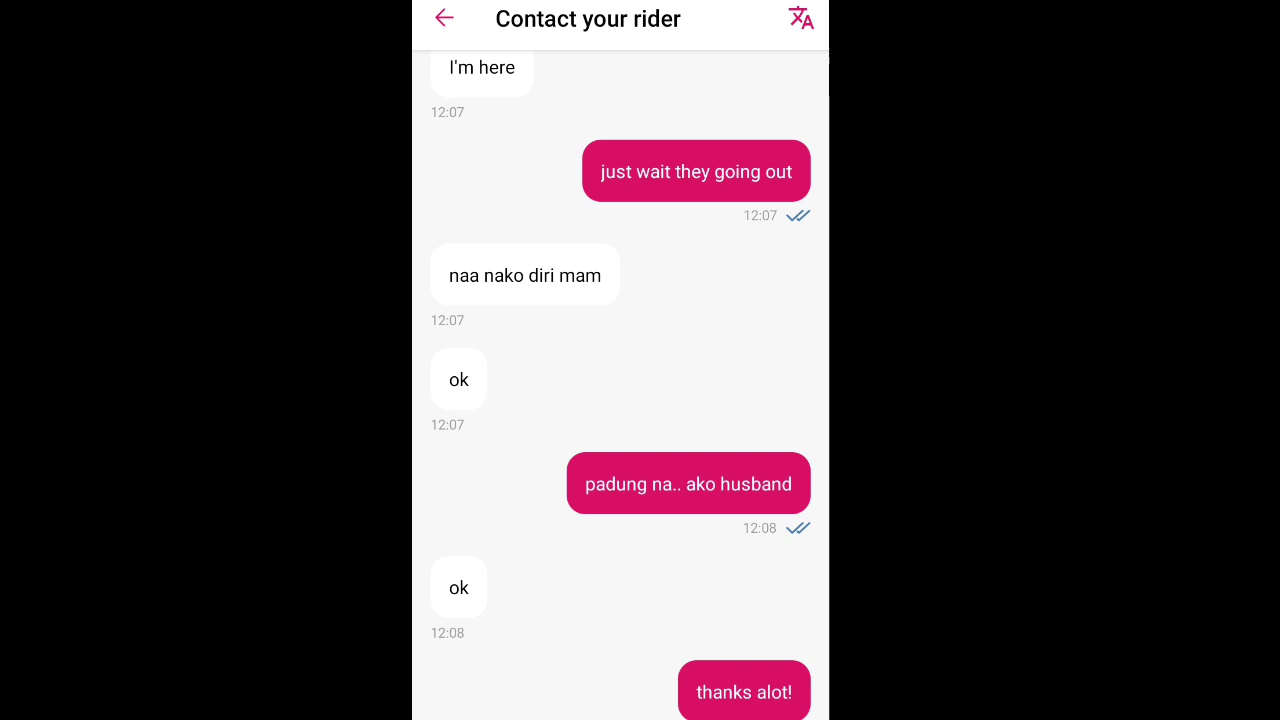 Contact your rider
I'm here
12:07
just wait they going out
12:07
naa nako diri mam
12:07
ok
12:07
padung na.. ako husband
12:08
ok
12:08
thanks alot!